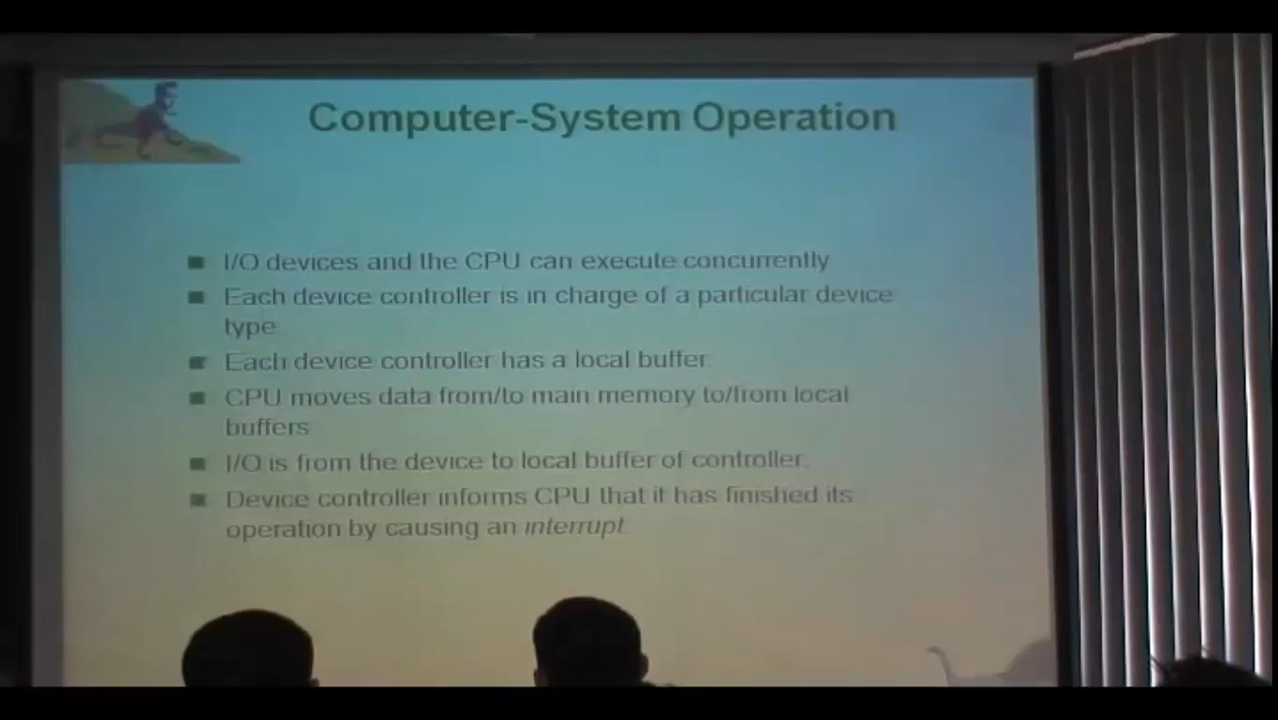 Computer-System Operation
I/O devices and the CPU can execute concurrently
Each device controller is in charge of a particular device
type
Each device controller has a local buffer
CPU moves data from/to main memory to/from local
buffers
I/O is from the device to local buffer of controller.
Device controller informs CPU that it has finished its
operation by causing an interrupt.